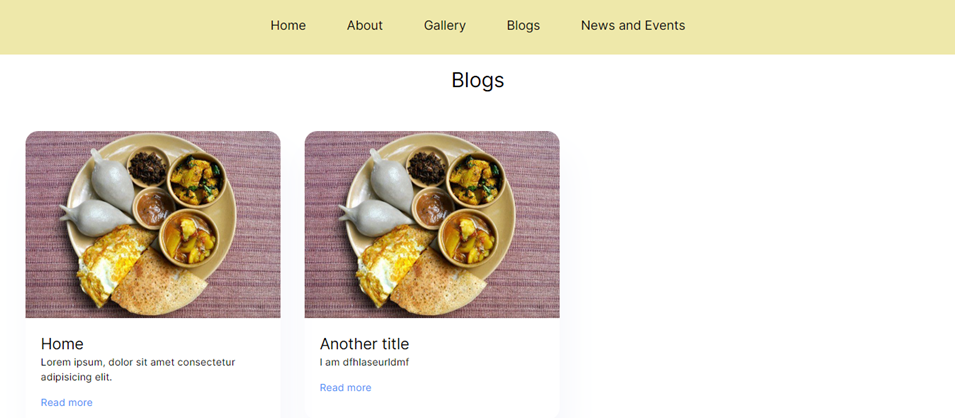 Home About Gallery Blogs News and Events
Blogs
Home
Lorem ipsum, dolor sit amet consectetur
adipisicing elit.
Read more
Another title
I am dfhlaseurldmf
Read more